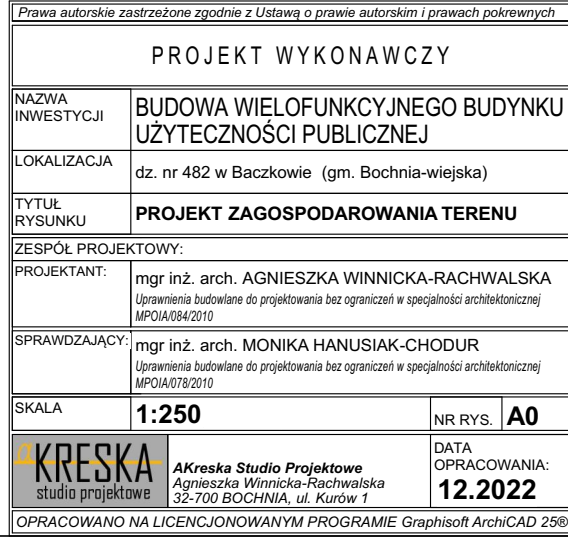 Prawa autorskie zastrzeżone zgodnie z Ustawą o prawie autorskim i prawach pokrewnych
PROJEKT WYKONAWCZY
NAZWA
INWESTYCJI
BUDOWA WIELOFUNKCYJNEGO BUDYNKU
UŻYTECZNOŚCI PUBLICZNEJ
LOKALIZACJA
dz. nr 482 w Baczkowie (gm. Bochnia-wiejska)
TYTUŁ
RYSUNKU
PROJEKT ZAGOSPODAROWANIA TERENU
ZESPÓŁ PROJEKTOWY:
PROJEKTANT:
mgr inż. arch. AGNIESZKA WINNICKA-RACHWALSKA
Uprawnienia budowlane do projektowania bez ograniczeń w specjalności architektonicznej
MPOIA/084/2010
SPRAWDZAJĄCY:
mgr inż. arch. MONIKA HANUSIAK-CHODUR
Uprawnienia budowlane do projektowania bez ograniczeń w specjalności architektonicznej
MPOIA/078/2010
SKALA
1:250
NR RYS. A0
aKRESKA
studio projektowe
AKreska Studio Projektowe
Agnieszka Winnicka-Rachwalska
32-700 BOCHNIA, ul. Kurów 1
DATA
OPRACOWANIA:
12.2022
OPRACOWANO NA LICENCJONOWANYM PROGRAMIE Graphisoft ArchiCAD 25®